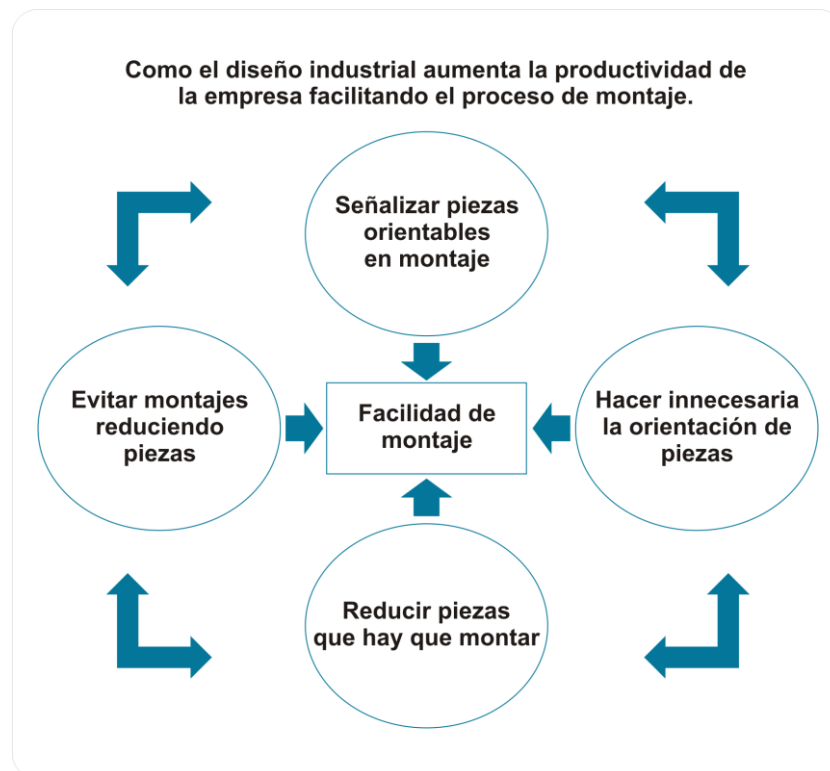 Como el diseño industrial aumenta la productividad de
la empresa facilitando el proceso de montaje.
Señalizar piezas
orientables
en montaje
Evitar montajes
reduciendo
piezas
Facilidad de
montaje
Hacer innecesaria
la orientación de
piezas
Reducir piezas
que hay que montar